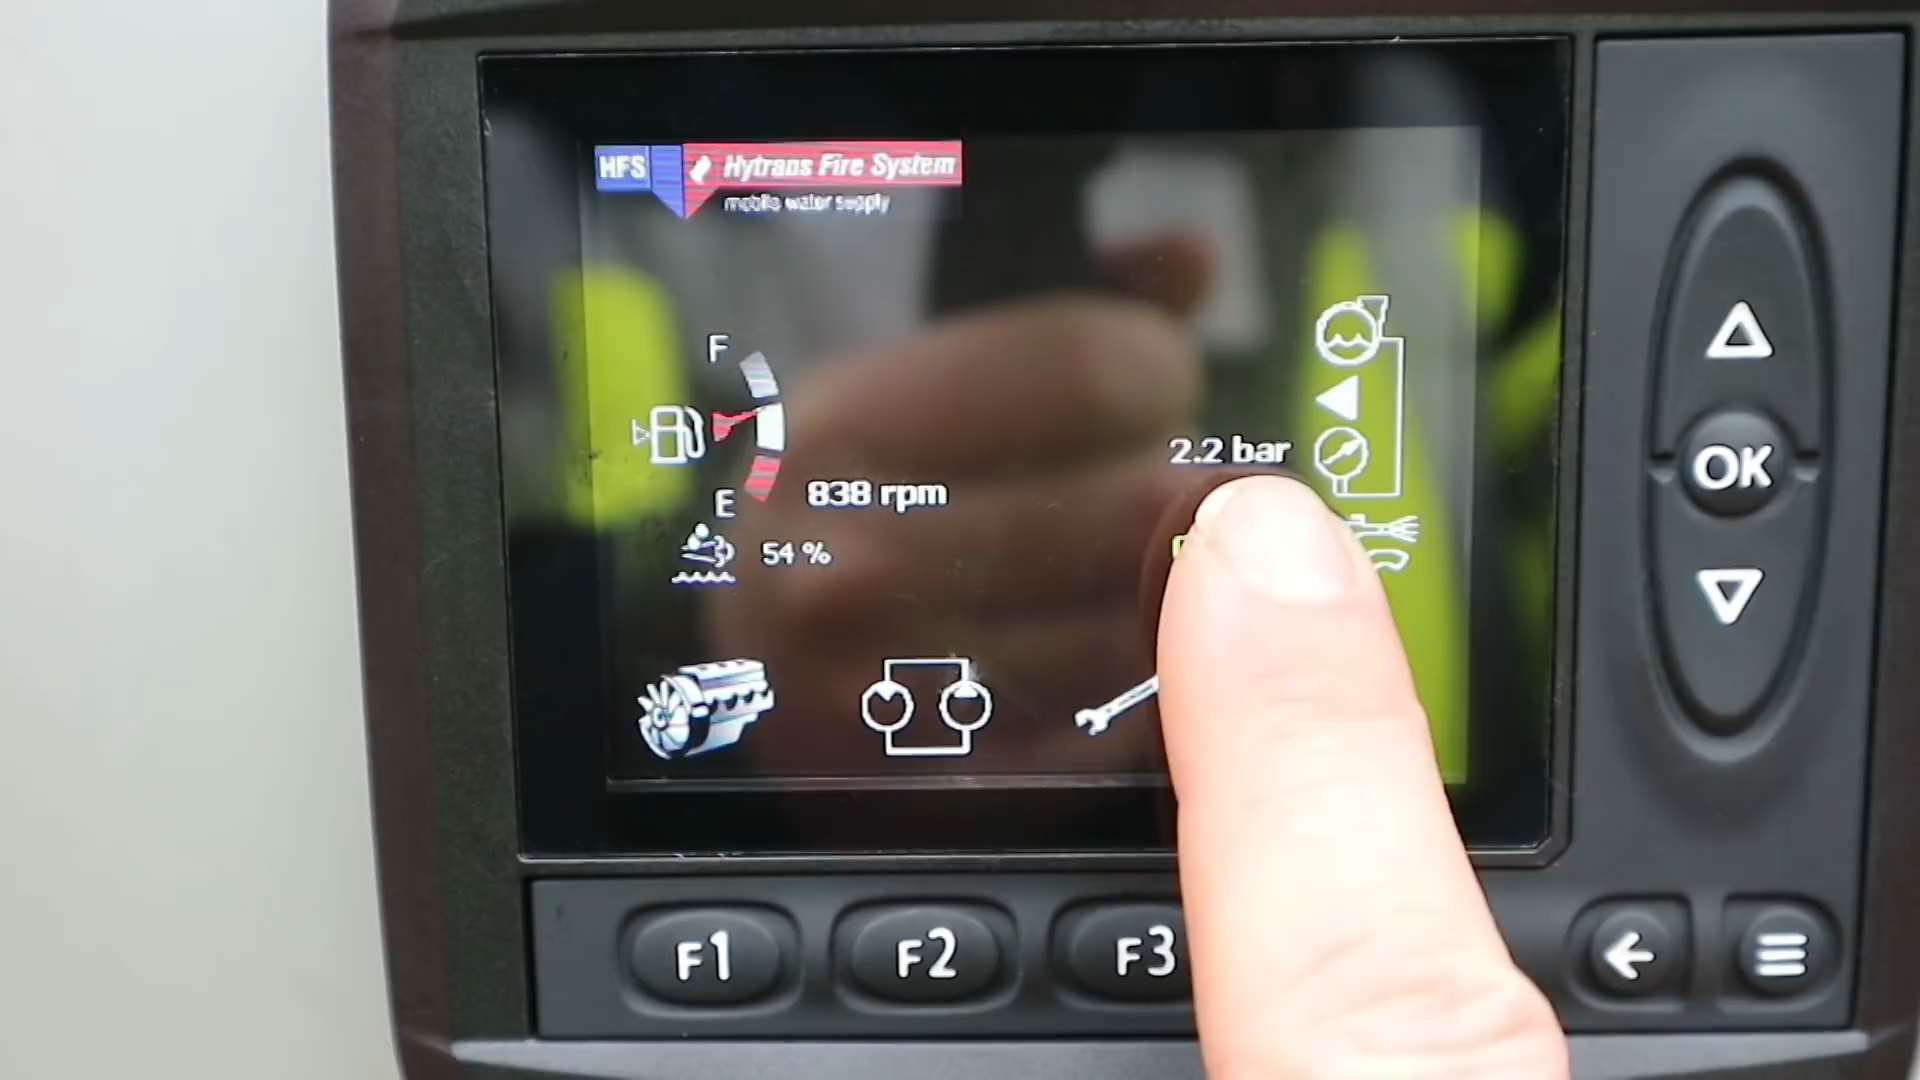 HFS Hytrans Fire System
mobile water supply
F
2.2 bar
E
838 rpm
54 %
OK
F1
F2
F3